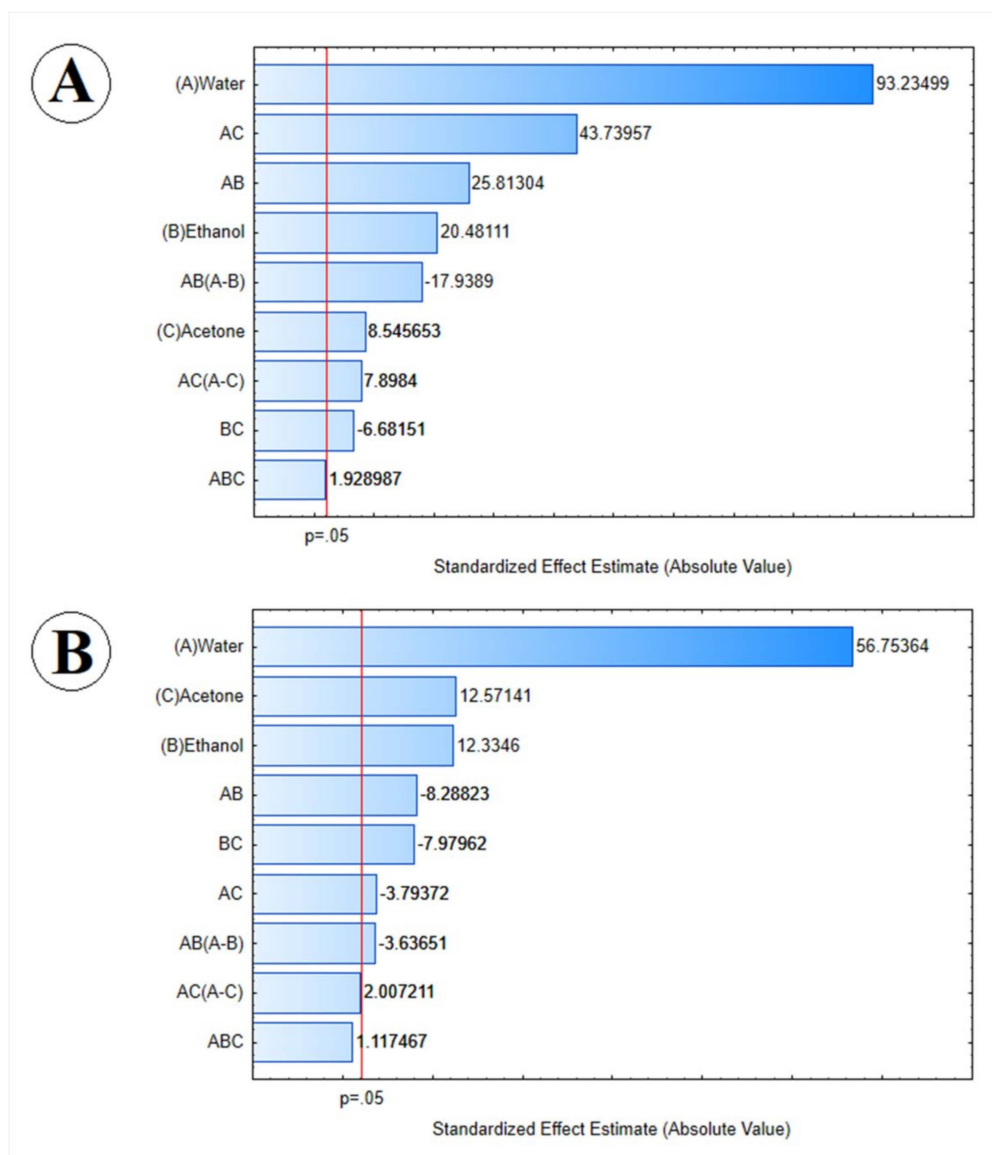 A
(A)Water 93.23499
AC 43.73957
AB 25.81304
(B)Ethanol 20.48111
AB(A-B) -17.9389
(C)Acetone 8.545653
AC(A-C) 7.8984
BC -6.68151
ABC 1.928987
p=.05
Standardized Effect Estimate (Absolute Value)
B
(A)Water 56.75364
(C)Acetone 12.57141
(B)Ethanol 12.3346
AB -8.28823
BC -7.97962
AC -3.79372
AB(A-B) -3.63651
AC(A-C) 2.007211
ABC 1.117467
p=.05
Standardized Effect Estimate (Absolute Value)